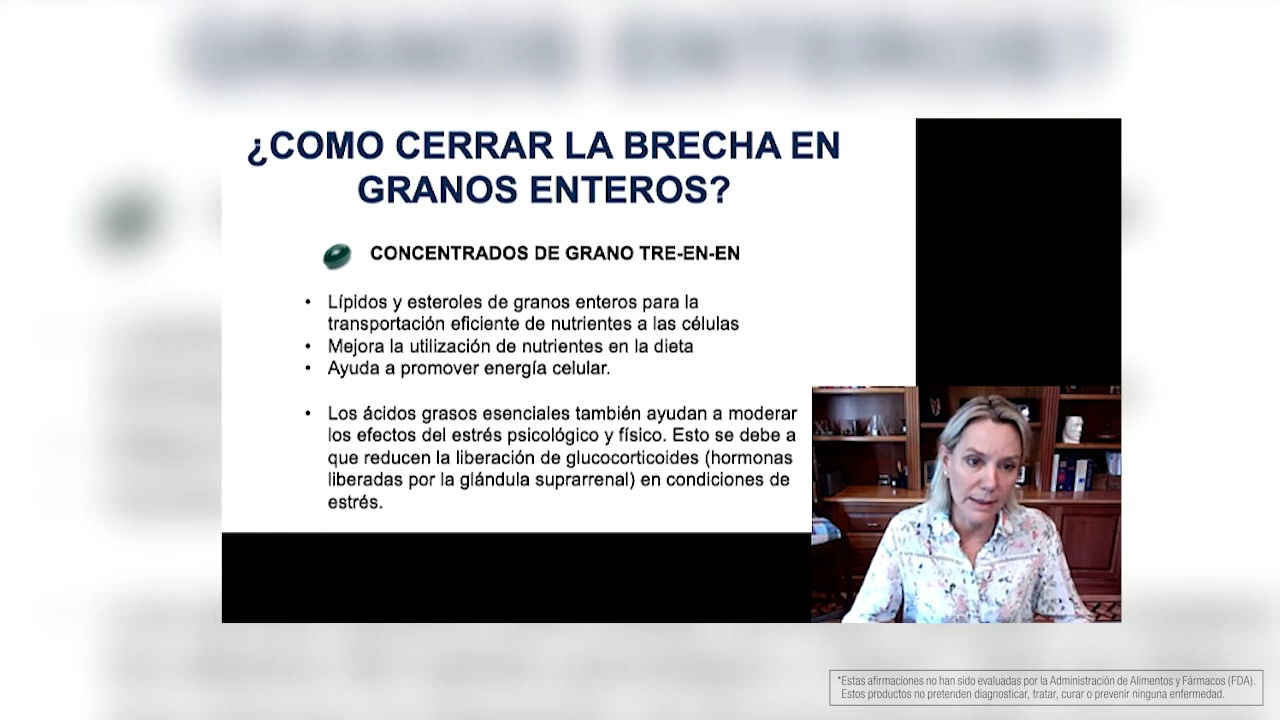 ¿COMO CERRAR LA BRECHA EN
GRANOS ENTEROS?
CONCENTRADOS DE GRANO TRE-EN-EN
• Lípidos y esteroles de granos enteros para la
transportación eficiente de nutrientes a las células
• Mejora la utilización de nutrientes en la dieta
• Ayuda a promover energía celular.
• Los ácidos grasos esenciales también ayudan a moderar
los efectos del estrés psicológico y físico. Esto se debe a
que reducen la liberación de glucocorticoides (hormonas
liberadas por la glándula suprarrenal) en condiciones de
estrés.
*Estas afirmaciones no han sido evaluadas por la Administración de Alimentos y Fármacos (FDA).
Estos productos no pretenden diagnosticar, tratar, curar o prevenir ninguna enfermedad.